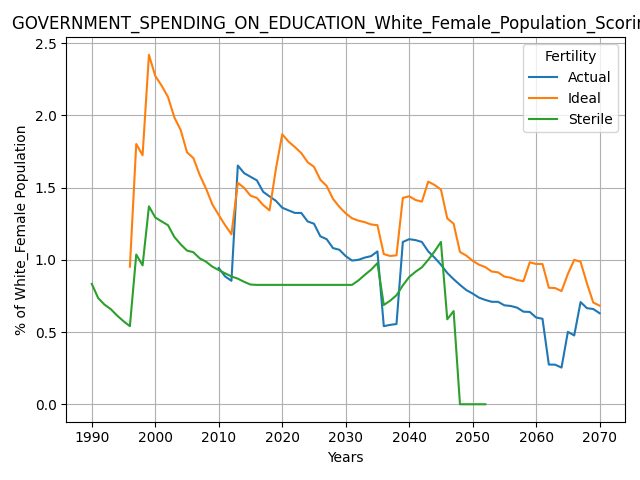 GOVERNMENT_SPENDING_ON_EDUCATION_White_Female_Population_Scorin
Fertility
Actual
Ideal
Sterile
% of White_Female Population
2.5
2.0
1.5
1.0
0.5
0.0
1990 2000 2010 2020 2030 2040 2050 2060 2070
Years